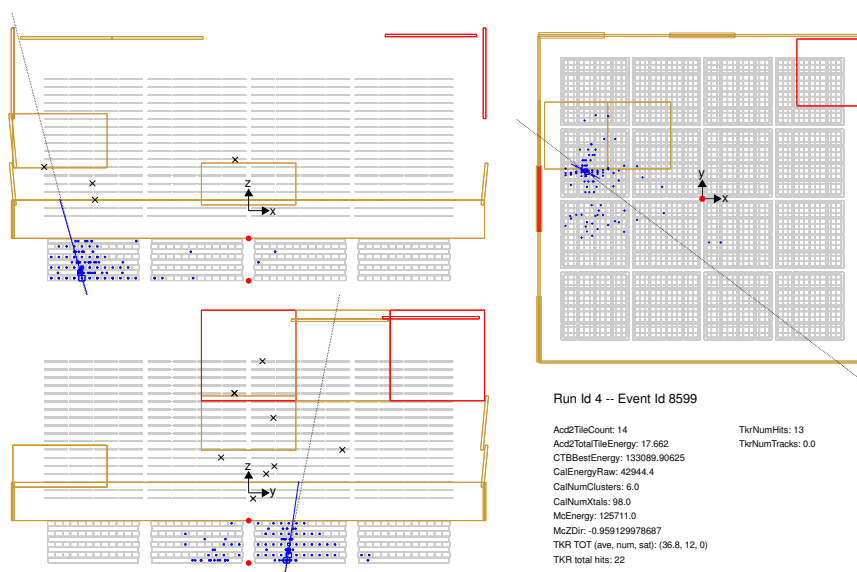 z
x
y
x
z
y
Run Id 4 -- Event Id 8599
Acd2TileCount: 14
TkrNumHits: 13
Acd2TotalTileEnergy: 17.662
TkrNumTracks: 0.0
CTBBestEnergy: 133089.90625
CalEnergyRaw: 42944.4
CalNumClusters: 6.0
CalNumXtals: 98.0
McEnergy: 125711.0
McZDir: -0.959129978687
TKR TOT (ave, num, sat): (36.8, 12, 0)
TKR total hits: 22